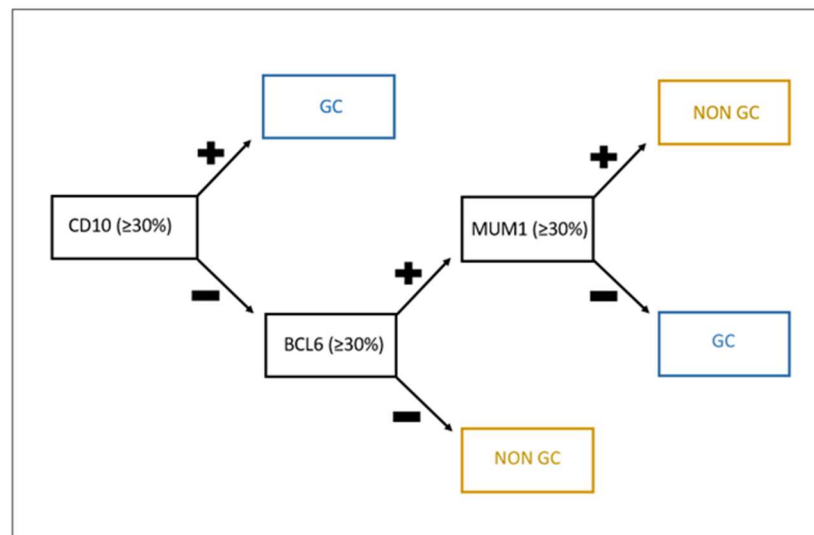 GC
NON GC
+
+
CD10 (≥30%)
MUM1 (≥30%)
−
+
−
BCL6 (≥30%)
GC
−
NON GC